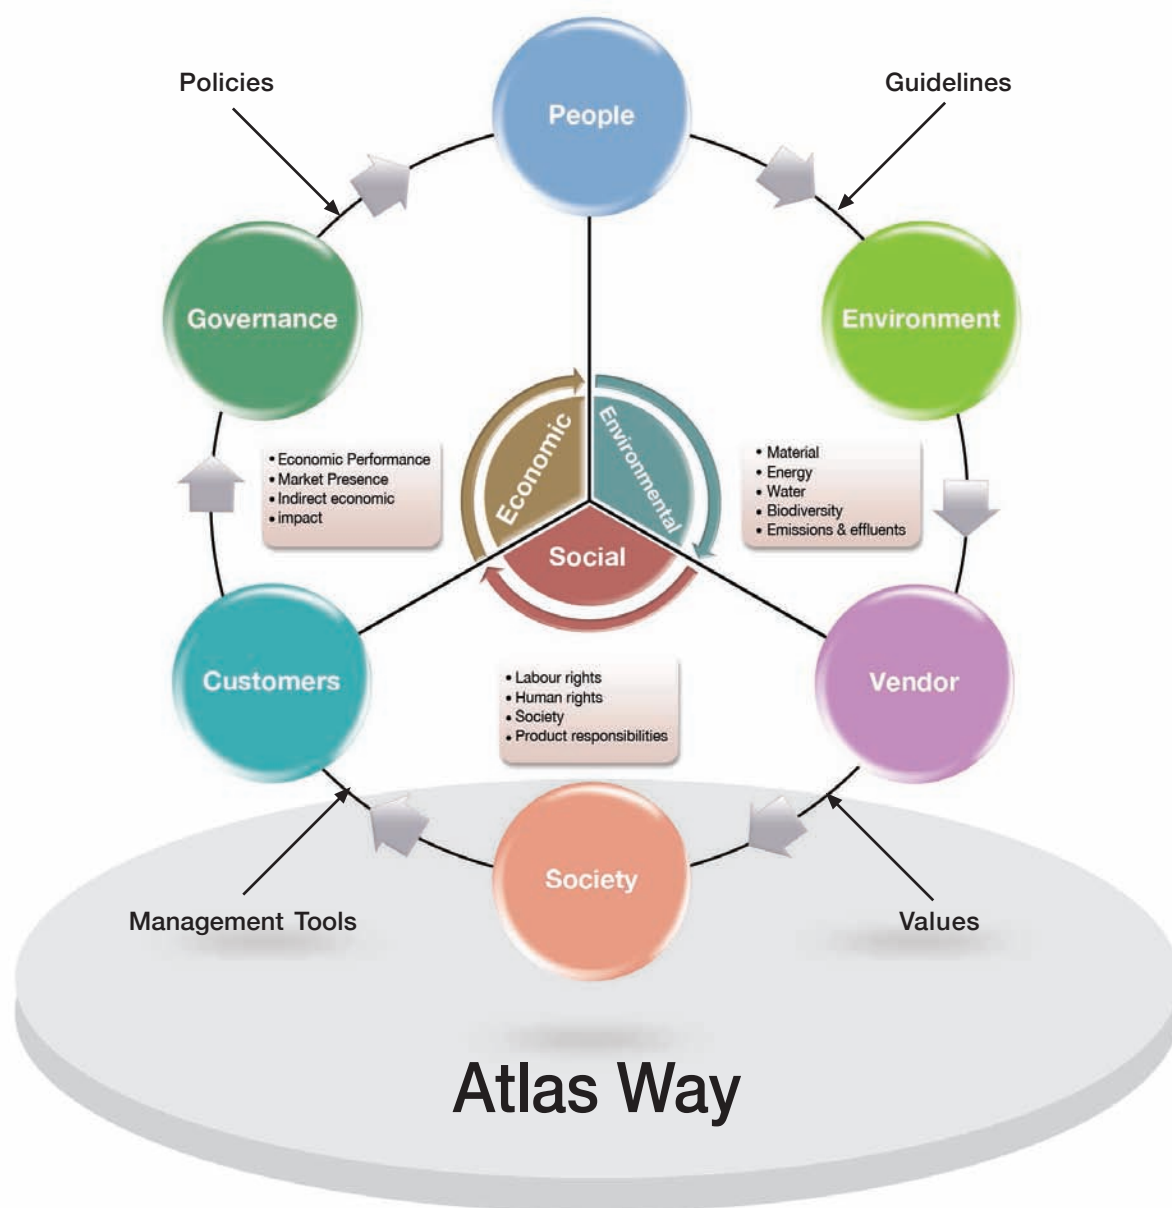 Policies
Guidelines
People
Governance
Environment
Economic
Environmental
Social
• Economic Performance
• Market Presence
• Indirect economic
• impact
• Material
• Energy
• Water
• Biodiversity
• Emissions & effluents
Customers
Vendor
• Labour rights
• Human rights
• Society
• Product responsibilities
Society
Management Tools
Values
Atlas Way